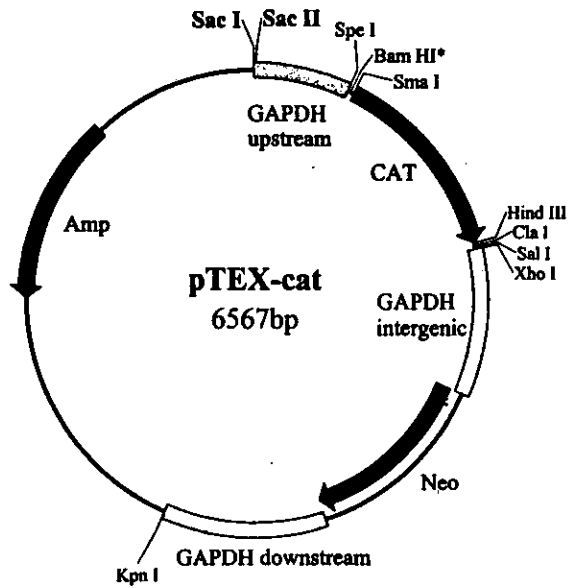 Sac I Sac II
Spe I
Bam HI*
Sma I
GAPDH
upstream
CAT
Hind III
Cla I
Sal I
Xho I
Amp
pTEX-cat
6567bp
GAPDH
intergenic
Neo
GAPDH downstream
Kpn I